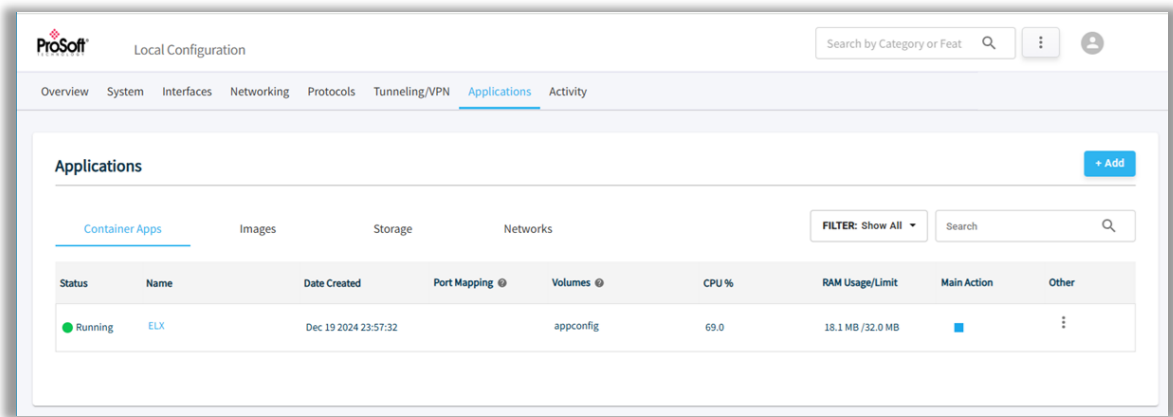 ProSoft
TECHNOLOGY
Local Configuration
Search by Category or Feat
Overview System Interfaces Networking Protocols Tunneling/VPN Applications Activity
Applications
+ Add
Container Apps Images Storage Networks
FILTER: Show All
Search
Status Name Date Created Port Mapping Volumes CPU % RAM Usage/Limit Main Action Other
Running ELX Dec 19 2024 23:57:32 appconfig 69.0 18.1 MB /32.0 MB